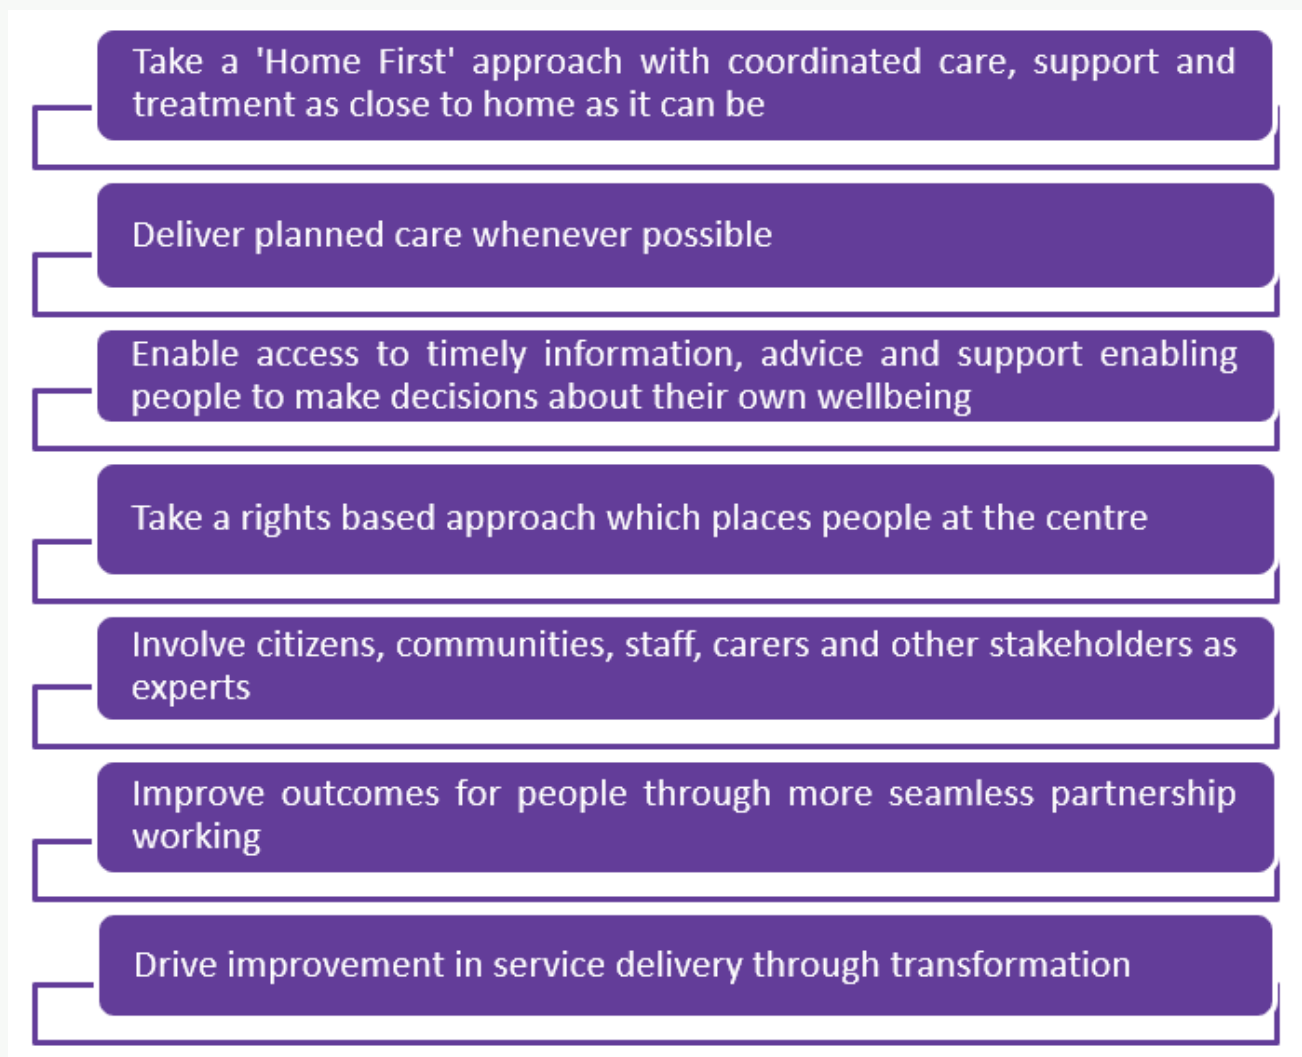 Take a 'Home First' approach with coordinated care, support and
treatment as close to home as it can be
Deliver planned care whenever possible
Enable access to timely information, advice and support enabling
people to make decisions about their own wellbeing
Take a rights based approach which places people at the centre
Involve citizens, communities, staff, carers and other stakeholders as
experts
Improve outcomes for people through more seamless partnership
working
Drive improvement in service delivery through transformation